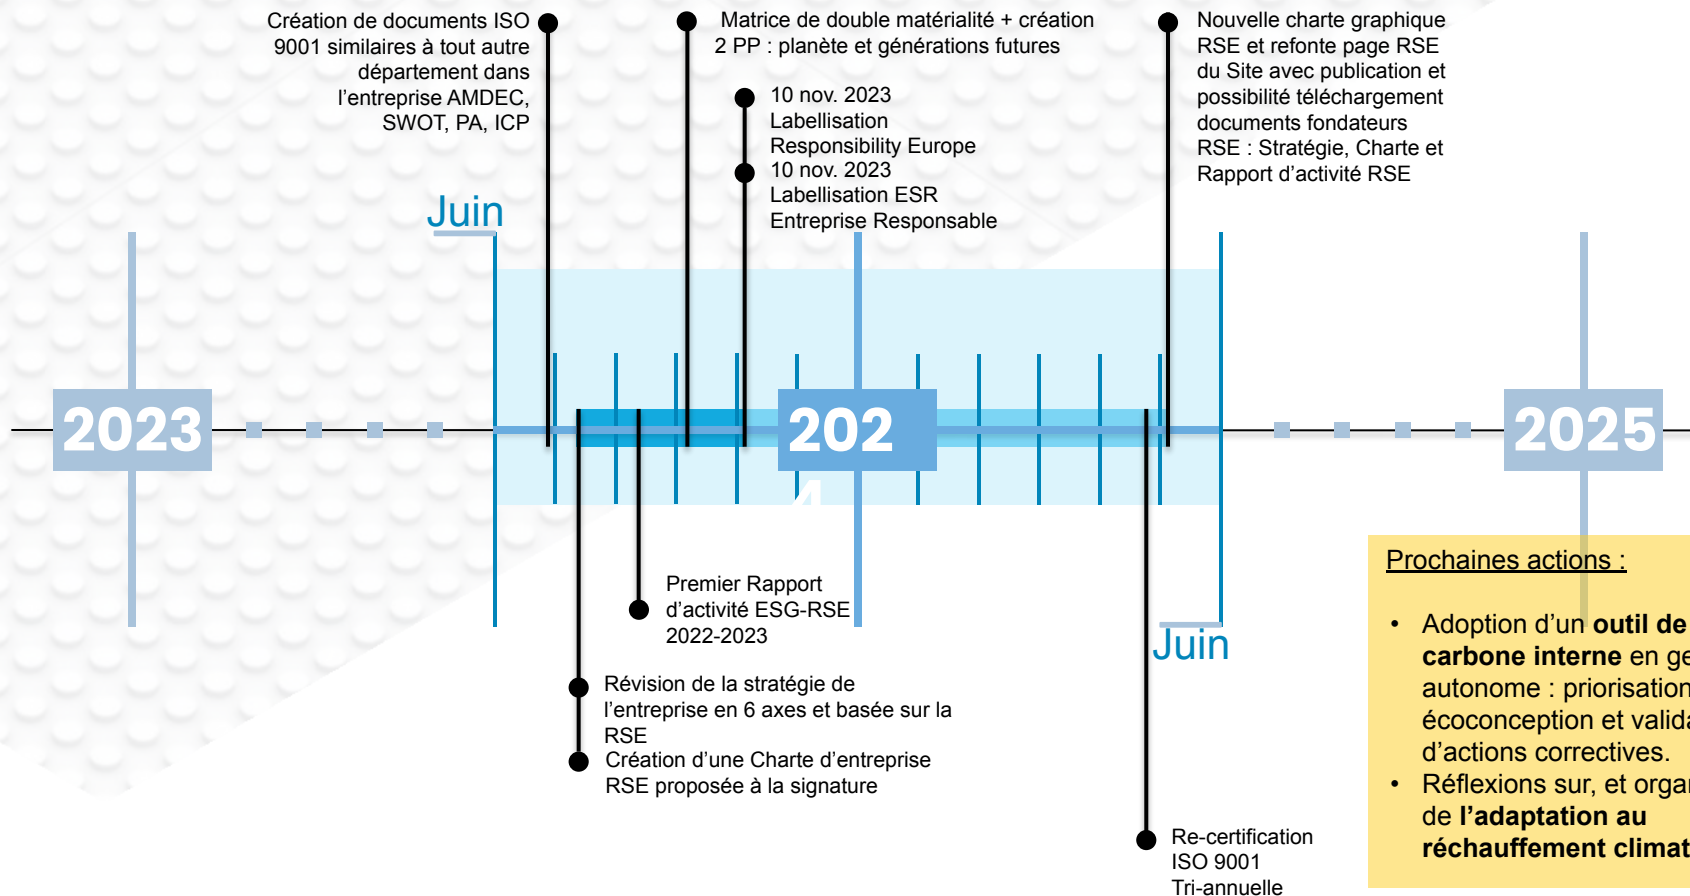 Création de documents ISO
9001 similaires à tout autre
département dans
l'entreprise AMDEC,
SWOT, PA, ICP
Matrice de double matérialité + création
2 PP : planète et générations futures
10 nov. 2023
Labellisation
Responsibility Europe
10 nov. 2023
Labellisation ESR
Entreprise Responsable
Nouvelle charte graphique
RSE et refonte page RSE
du Site avec publication et
possibilité téléchargement
documents fondateurs
RSE : Stratégie, Charte et
Rapport d'activité RSE
Juin
2023
202
4
2025
Juin
Premier Rapport
d'activité ESG-RSE
2022-2023
Révision de la stratégie de
l'entreprise en 6 axes et basée sur la
RSE
Création d'une Charte d'entreprise
RSE proposée à la signature
Re-certification
ISO 9001
Tri-annuelle
Prochaines actions :
• Adoption d'un outil de
carbone interne en
autonome : priorisation
écoconception et
d'actions correctives.
• Réflexions sur, et
de l'adaptation au
réchauffement